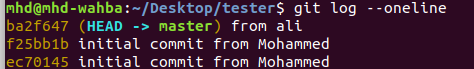 mhd@mhd-wahba:~/Desktop/tester$ git log --oneline
ba2f647 (HEAD -> master) from ali
f25bb1b initial commit from Mohammed
ec70145 initial commit from Mohammed